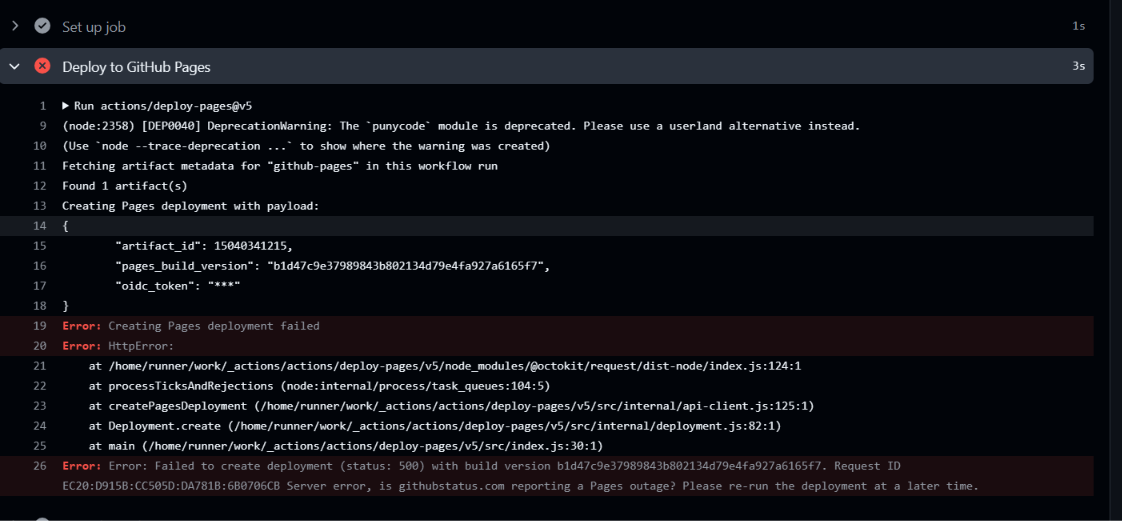 Set up job 1s
Deploy to GitHub Pages 3s
1 Run actions/deploy-pages@v5
9 (node:2358) [DEP0040] DeprecationWarning: The `punycode` module is deprecated. Please use a userland alternative instead.
10 (Use `node --trace-deprecation ...` to show where the warning was created)
11 Fetching artifact metadata for "github-pages" in this workflow run
12 Found 1 artifact(s)
13 Creating Pages deployment with payload:
14 {
15 "artifact_id": 15040341215,
16 "pages_build_version": "b1d47c9e37989843b802134d79e4fa927a6165f7",
17 "oidc_token": "***"
18 }
19 Error: Creating Pages deployment failed
20 Error: HttpError:
21 at /home/runner/work/_actions/actions/deploy-pages/v5/node_modules/@octokit/request/dist-node/index.js:124:1
22 at processTicksAndRejections (node:internal/process/task_queues:104:5)
23 at createPagesDeployment (/home/runner/work/_actions/actions/deploy-pages/v5/src/internal/api-client.js:125:1)
24 at Deployment.create (/home/runner/work/_actions/actions/deploy-pages/v5/src/internal/deployment.js:82:1)
25 at main (/home/runner/work/_actions/actions/deploy-pages/v5/src/index.js:30:1)
26 Error: Error: Failed to create deployment (status: 500) with build version b1d47c9e37989843b802134d79e4fa927a6165f7. Request ID
EC20:D915B:CC505D:DA781B:6B0706CB Server error, is githubstatus.com reporting a Pages outage? Please re-run the deployment at a later time.